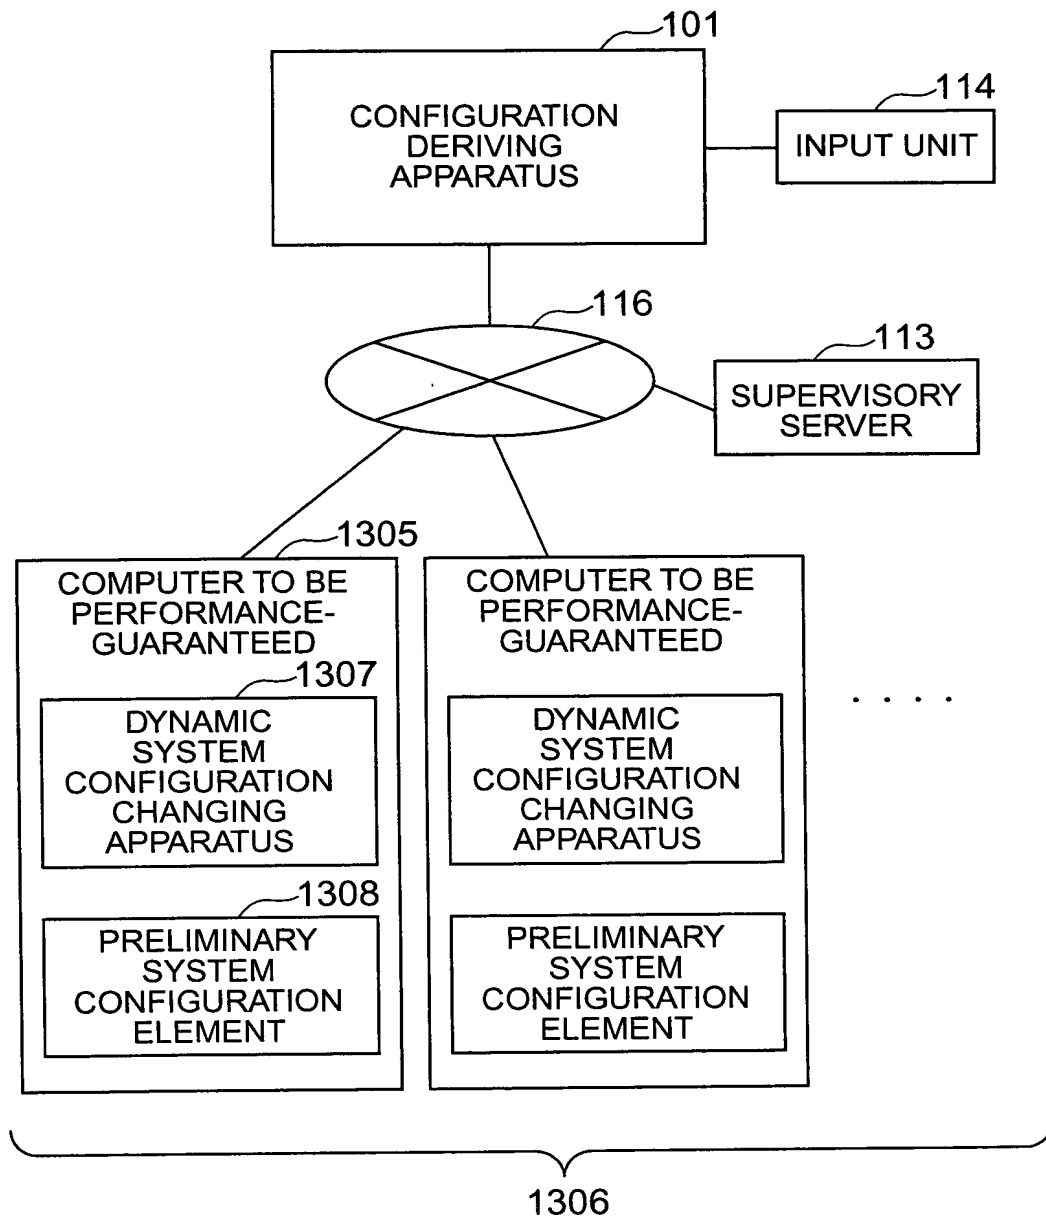 101
CONFIGURATION
DERIVING
APPARATUS
114
INPUT UNIT
116
113
SUPERVISORY
SERVER
1305
COMPUTER TO BE
PERFORMANCE-
GUARANTEED
1307
DYNAMIC
SYSTEM
CONFIGURATION
CHANGING
APPARATUS
1308
PRELIMINARY
SYSTEM
CONFIGURATION
ELEMENT
COMPUTER TO BE
PERFORMANCE-
GUARANTEED
DYNAMIC
SYSTEM
CONFIGURATION
CHANGING
APPARATUS
PRELIMINARY
SYSTEM
CONFIGURATION
ELEMENT
. . . .
1306